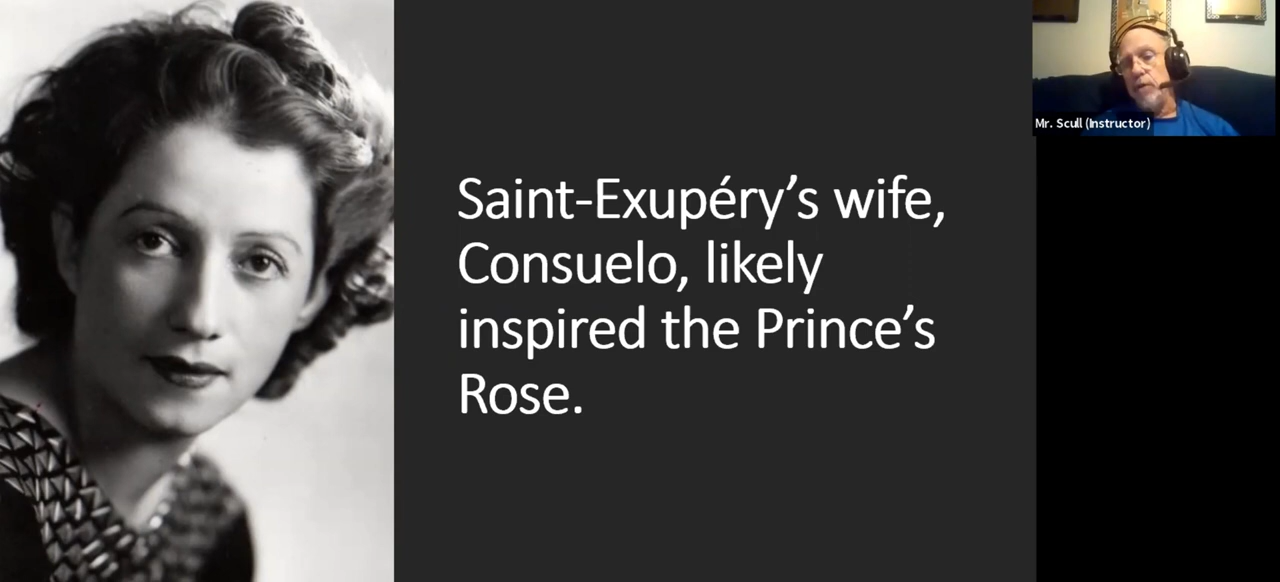 Saint-Exupéry’s wife,
Consuelo, likely
inspired the Prince’s
Rose.
Mr. Scull (Instructor)